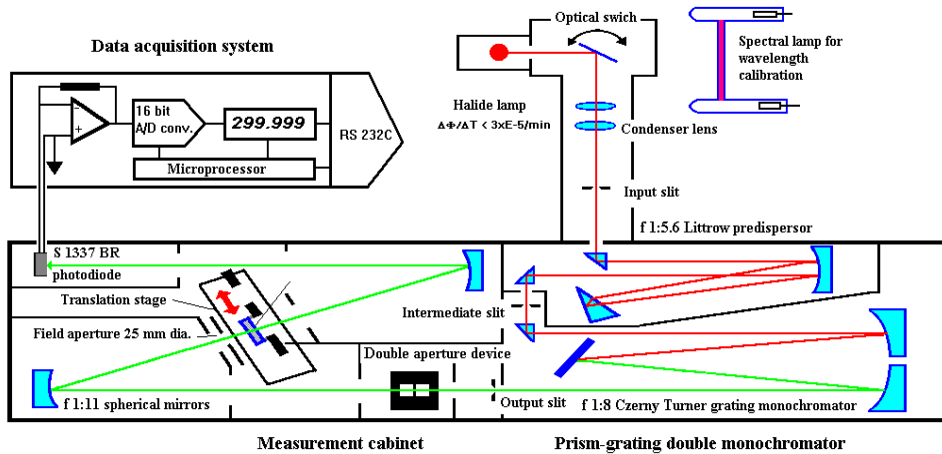 Optical swich
Data acquisition system
Spectral lamp for
wavelength
calibration
Halide lamp
ΔΦ/ΔT < 3xE-5/min
Condenser lens
16 bit
A/D conv.
299.999
RS 232C
Microprocessor
-
+
Input slit
f 1:5.6 Littrow predispersor
S 1337 BR
photodiode
Translation stage
Intermediate slit
Field aperture 25 mm dia.
Double aperture device
f 1:11 spherical mirrors
Output slit
f 1:8 Czerny Turner grating monochromator
Measurement cabinet
Prism-grating double monochromator